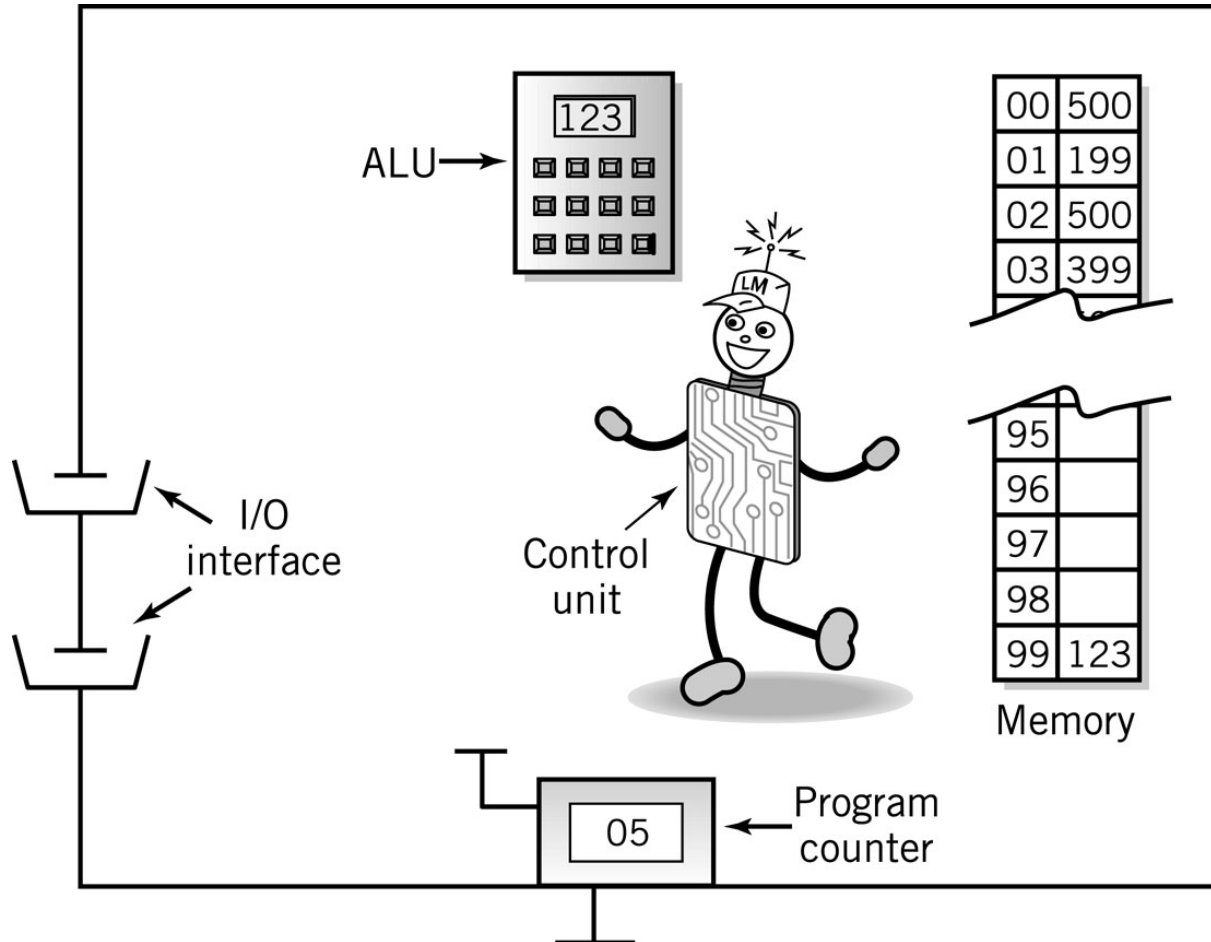 123
ALU
LM
00 500
01 199
02 500
03 399
95
96
97
98
99 123
Memory
I/O
interface
Control
unit
05
Program
counter